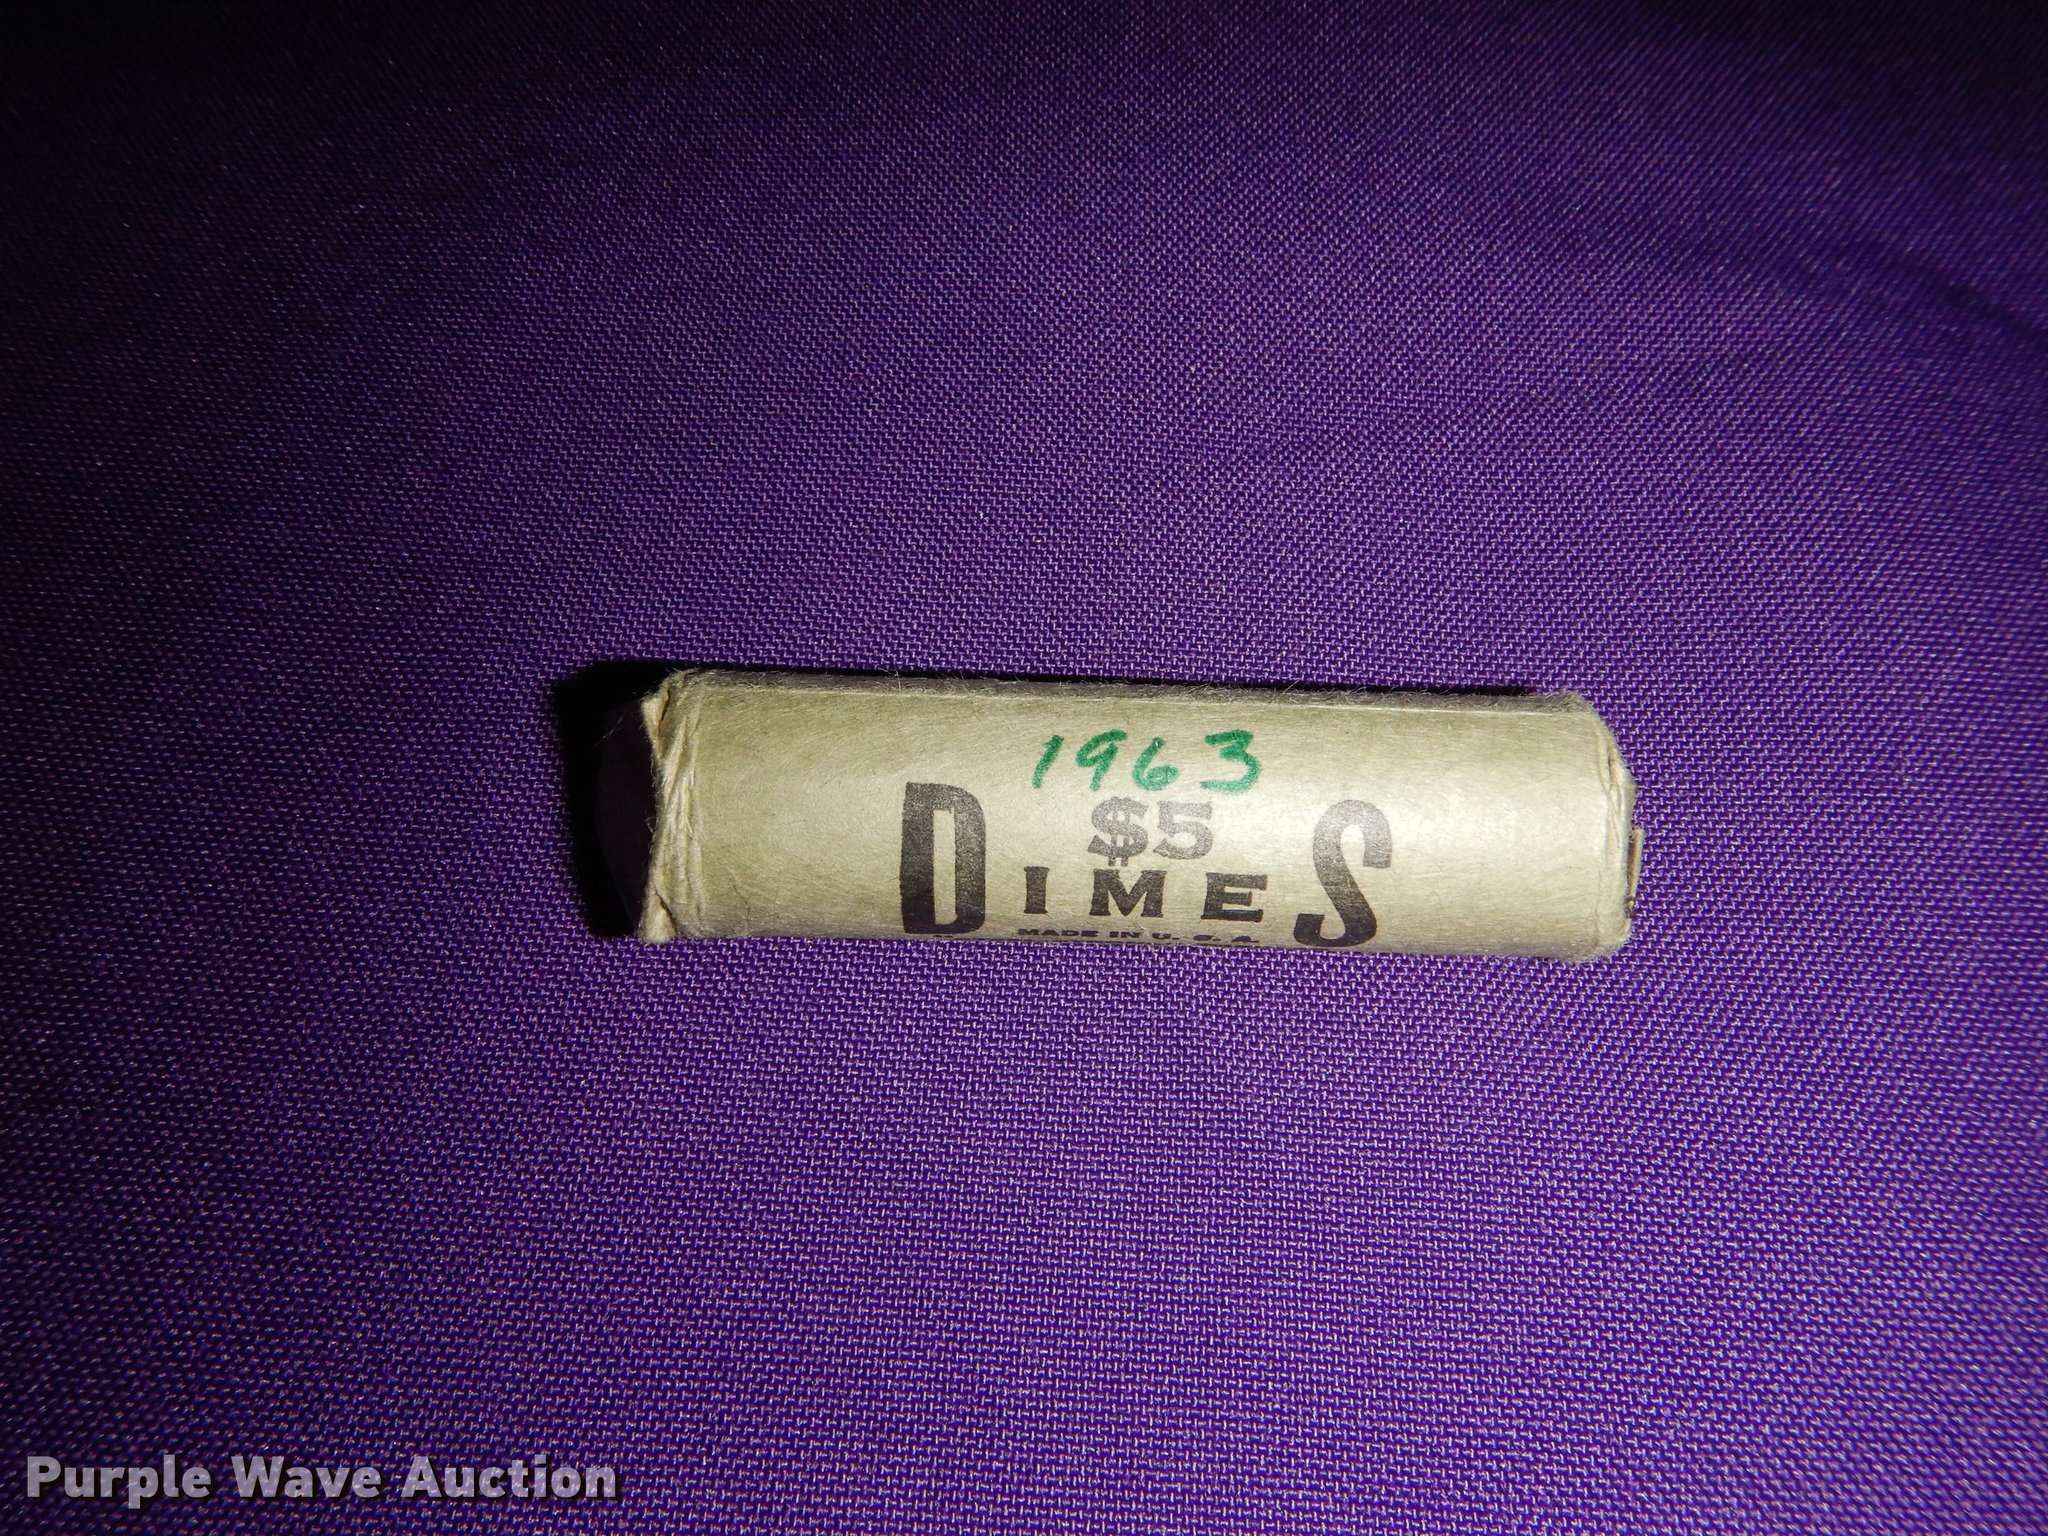 1963
$5
DIMES
MADE IN U. S. A.
Purple Wave Auction